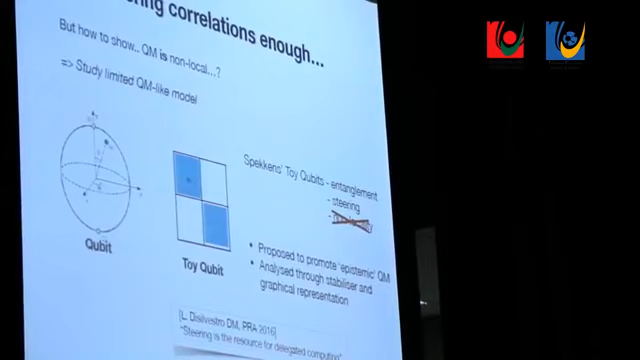 ring correlations enough...
But how to show.. QM is non-local...?
=> Study limited QM-like model
Spekkens' Toy Qubits - entanglement
- steering
Qubit
Toy Qubit
• Proposed to promote 'epistemic' QM
• Analysed through stabiliser and
graphical representation
[L. Disilvestro DM, PRA 2016]
"Steering is the resource for delegated computing"